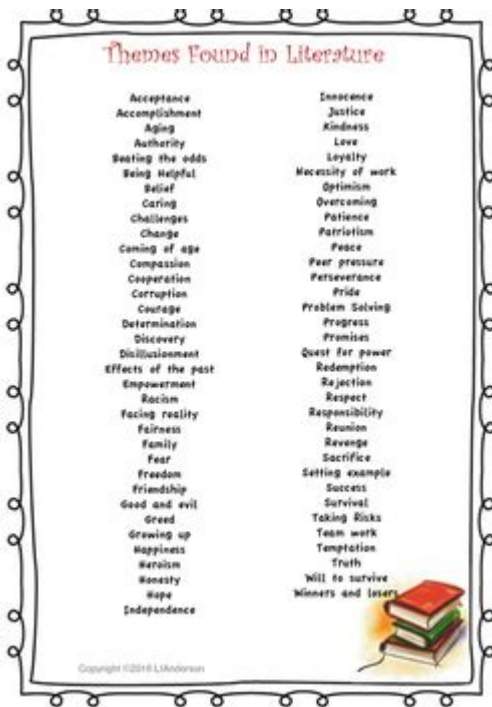 Themes Found in Literature
Acceptance
Accomplishment
Aging
Authority
Beating the odds
Being Helpful
Belief
Caring
Challenges
Change
Coming of age
Compassion
Cooperation
Corruption
Courage
Determination
Discovery
Disillusionment
Effects of the past
Empowerment
Racism
Facing reality
Fairness
Family
Fear
Freedom
Friendship
Good and evil
Greed
Growing up
Happiness
Heroism
Honesty
Hope
Independence
Innocence
Justice
Kindness
Love
Loyalty
Necessity of work
Optimism
Overcoming
Patience
Patriotism
Peace
Peer pressure
Perseverance
Pride
Problem Solving
Progress
Promises
Quest for power
Redemption
Rejection
Respect
Responsibility
Reunion
Revenge
Sacrifice
Setting example
Success
Survival
Taking Risks
Team work
Temptation
Truth
Will to survive
Winners and losers
Copyright ©2016 LJAnderson